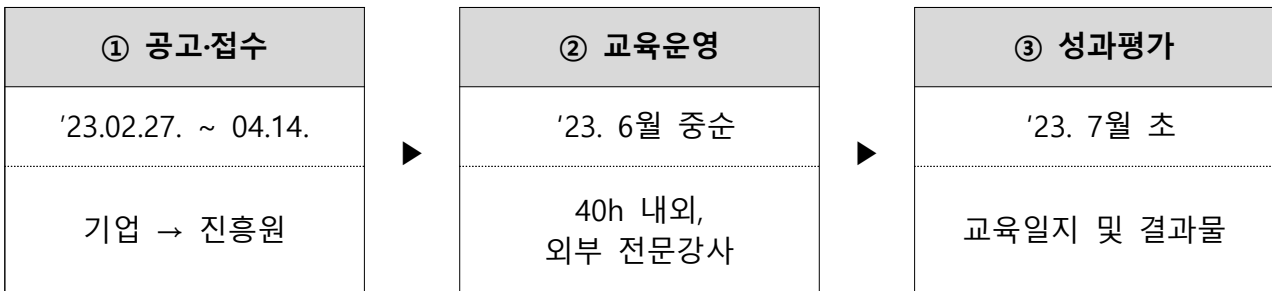 ① 공고·접수
'23.02.27. ~ 04.14.
기업 → 진흥원
▶
② 교육운영
'23. 6월 중순
40h 내외,
외부 전문강사
▶
③ 성과평가
'23. 7월 초
교육일지 및 결과물